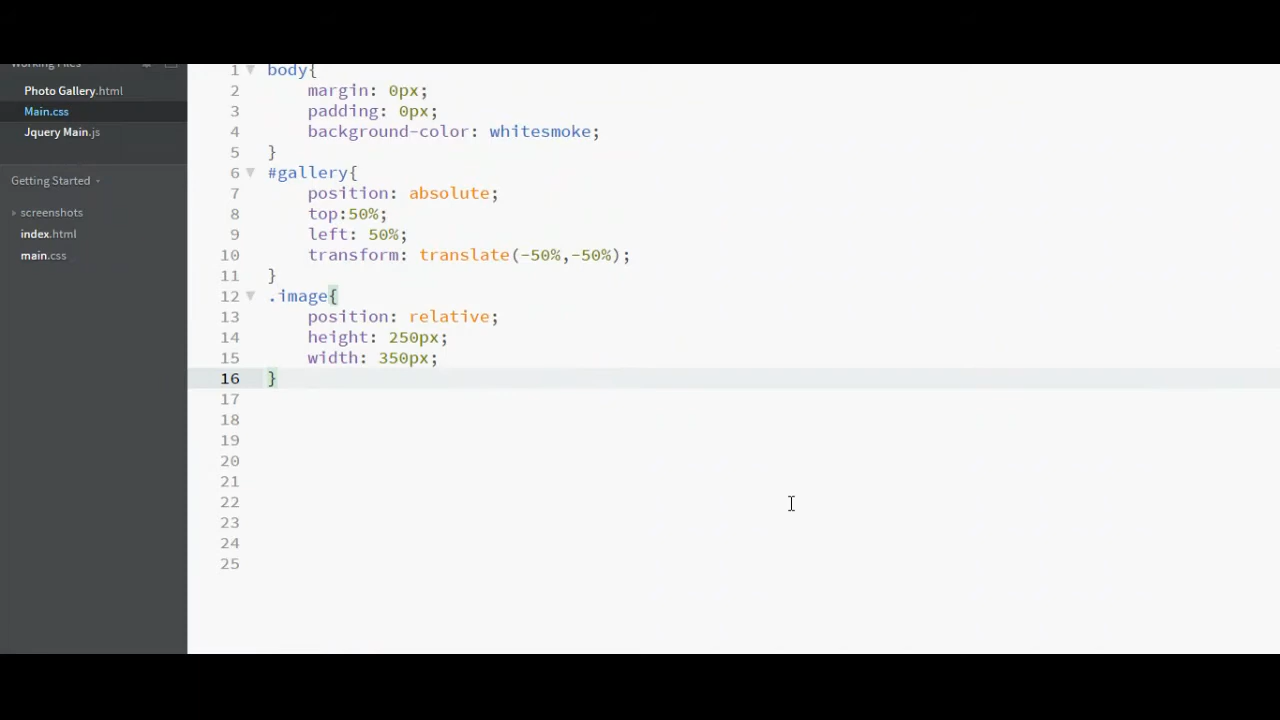 Working Files
Photo Gallery.html
Main.css
Jquery Main.js
Getting Started
screenshots
index.html
main.css
1 body{
2 margin: 0px;
3 padding: 0px;
4 background-color: whitesmoke;
5 }
6 #gallery{
7 position: absolute;
8 top:50%;
9 left: 50%;
10 transform: translate(-50%,-50%);
11 }
12 .image{
13 position: relative;
14 height: 250px;
15 width: 350px;
16 }
17
18
19
20
21
22
23
24
25